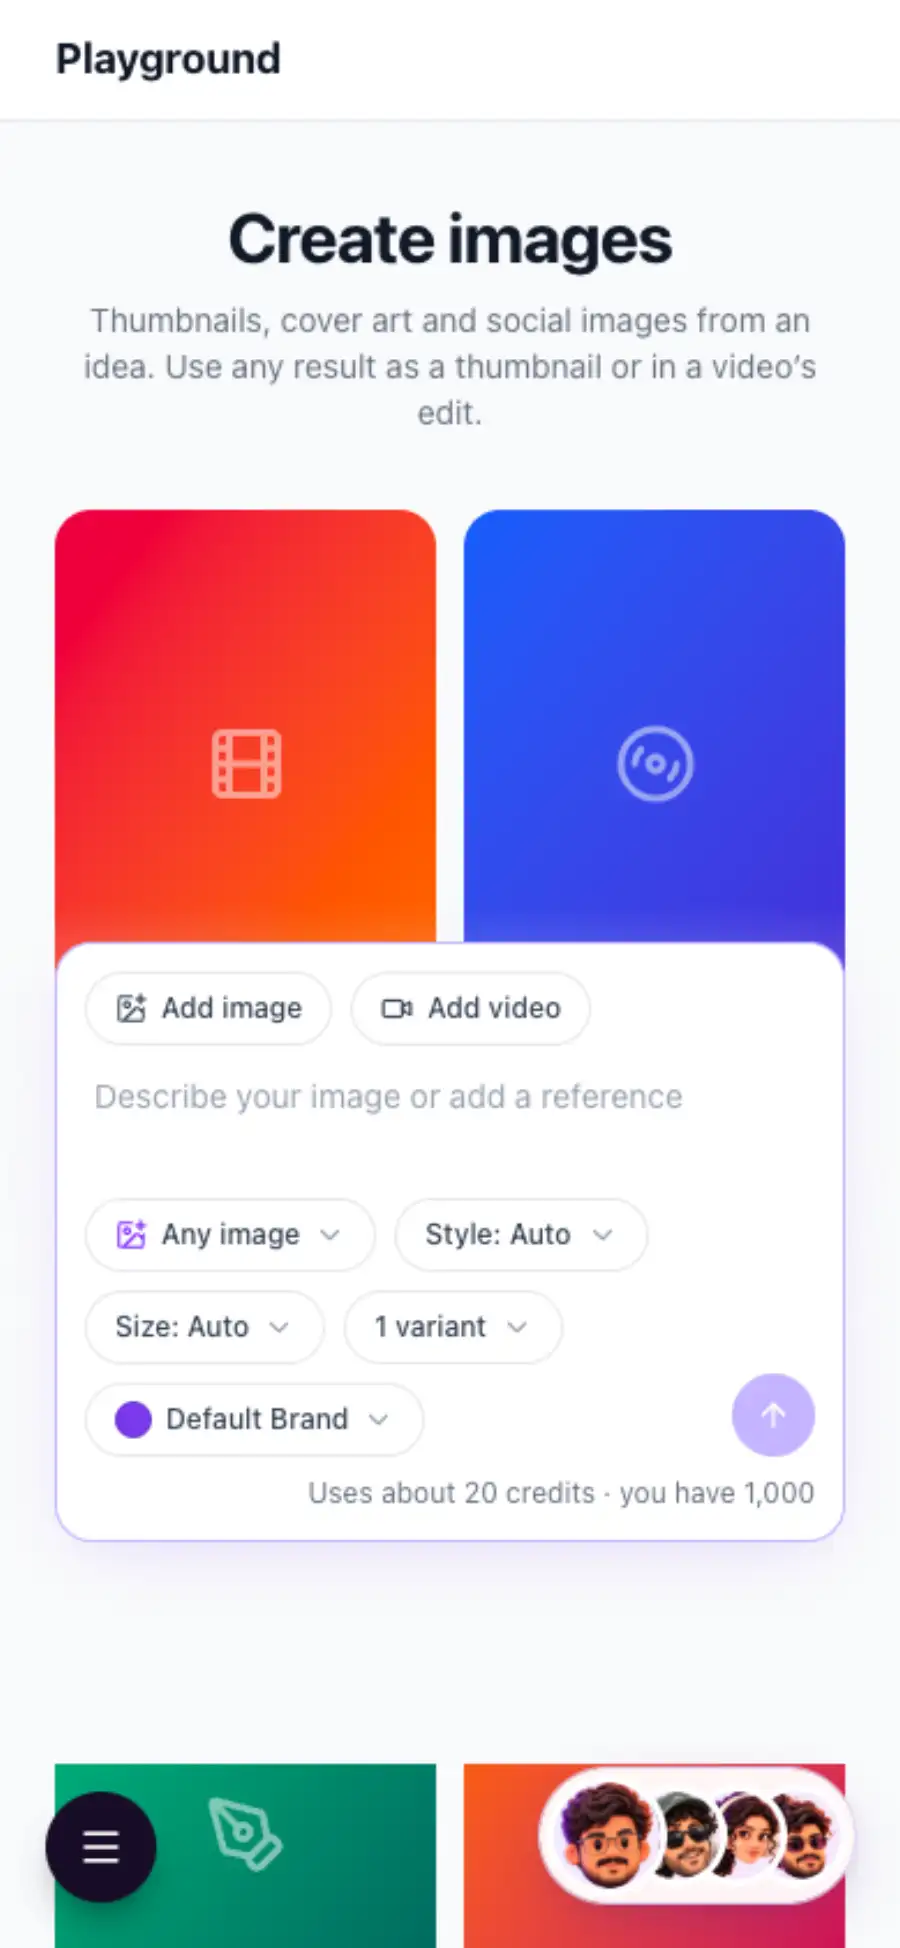 Playground
Create images
Thumbnails, cover art and social images from an
idea. Use any result as a thumbnail or in a video’s
edit.
Add image
Add video
Describe your image or add a reference
Any image
Style: Auto
Size: Auto
1 variant
Default Brand
Uses about 20 credits · you have 1,000